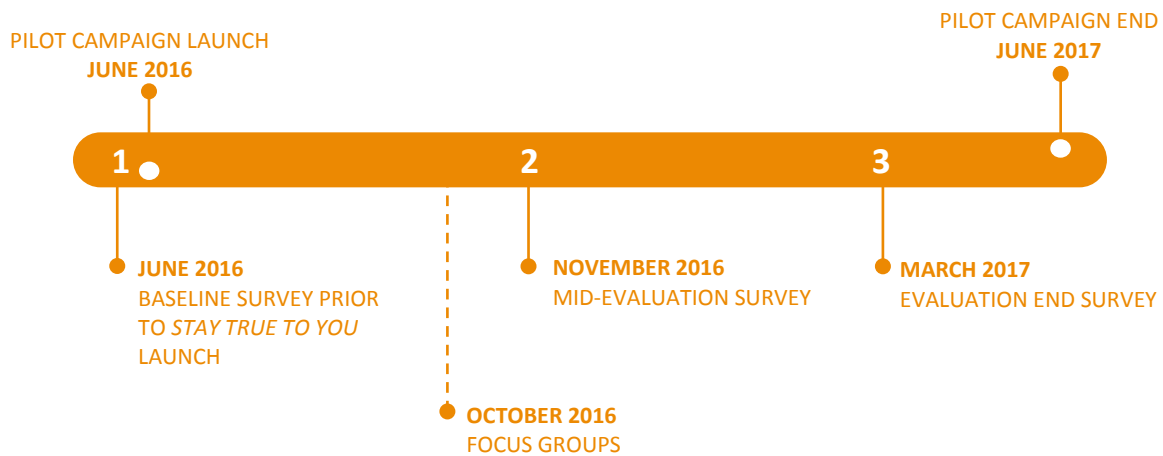 PILOT CAMPAIGN LAUNCH
JUNE 2016
PILOT CAMPAIGN END
JUNE 2017
1
2
3
JUNE 2016
BASELINE SURVEY PRIOR
TO STAY TRUE TO YOU
LAUNCH
NOVEMBER 2016
MID-EVALUATION SURVEY
MARCH 2017
EVALUATION END SURVEY
OCTOBER 2016
FOCUS GROUPS